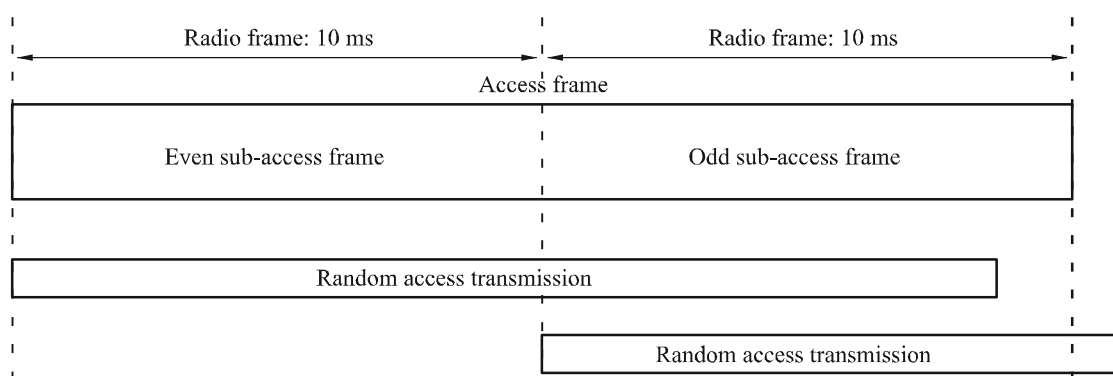 Radio frame: 10 ms
Radio frame: 10 ms
Access frame
Even sub-access frame
Odd sub-access frame
Random access transmission
Random access transmission